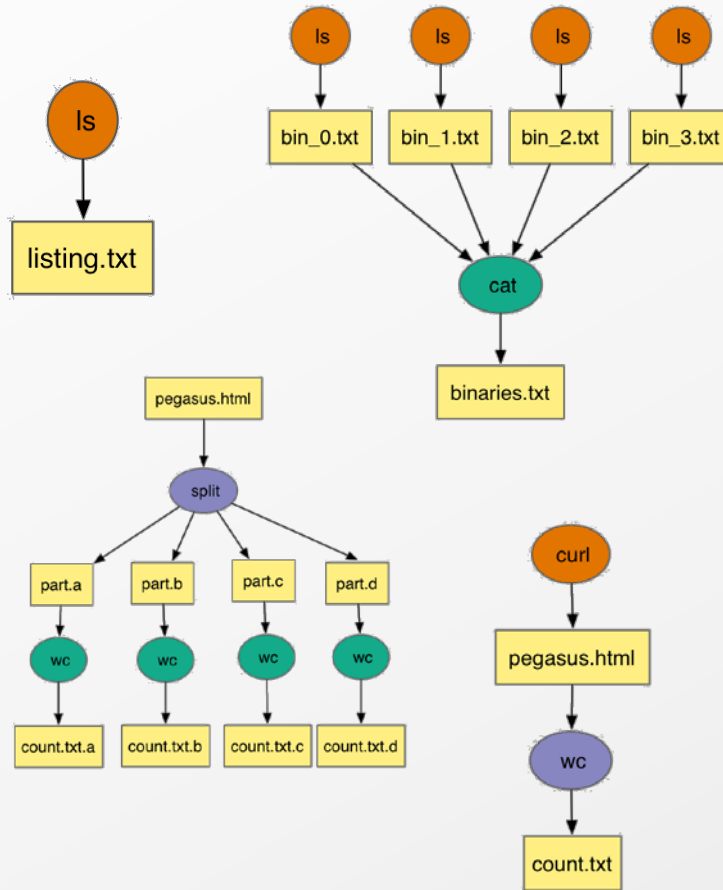 ls
listing.txt
ls ls ls ls
bin_0.txt bin_1.txt bin_2.txt bin_3.txt
cat
binaries.txt
pegasus.html
split
part.a part.b part.c part.d
wc wc wc wc
count.txt.a count.txt.b count.txt.c count.txt.d
curl
pegasus.html
wc
count.txt